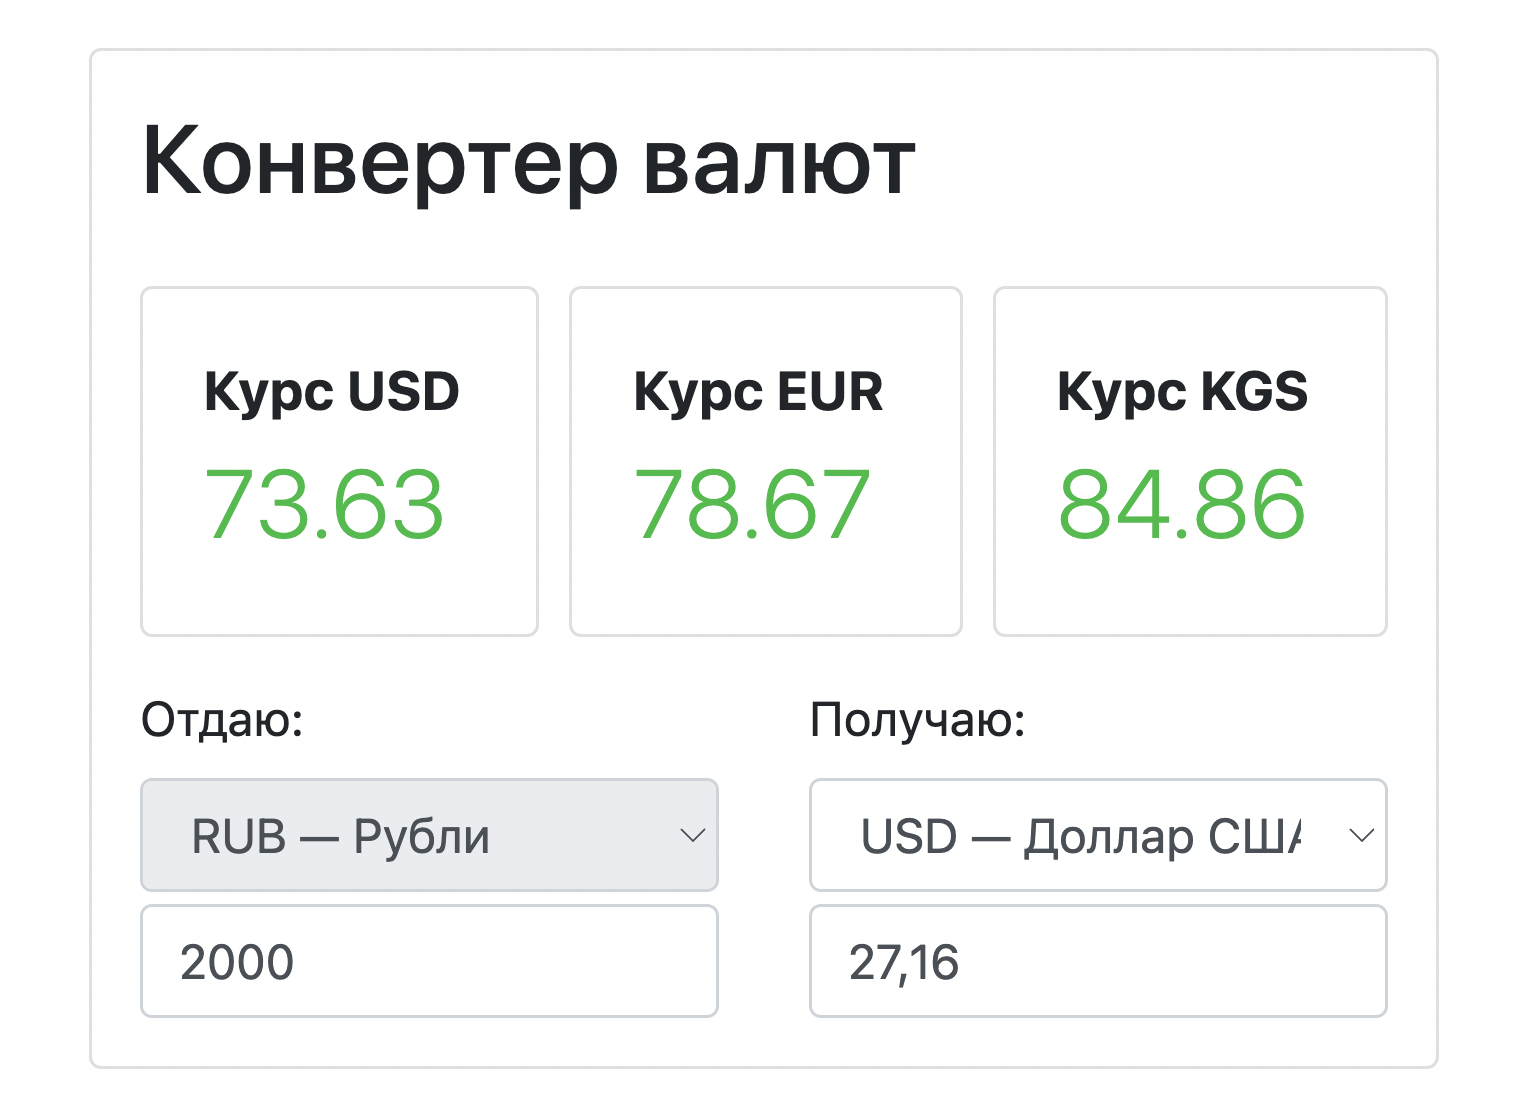 Конвертер валют
Курс USD
73.63
Курс EUR
78.67
Курс KGS
84.86
Отдаю:
RUB — Рубли
2000
Получаю:
USD — Доллар США
27,16